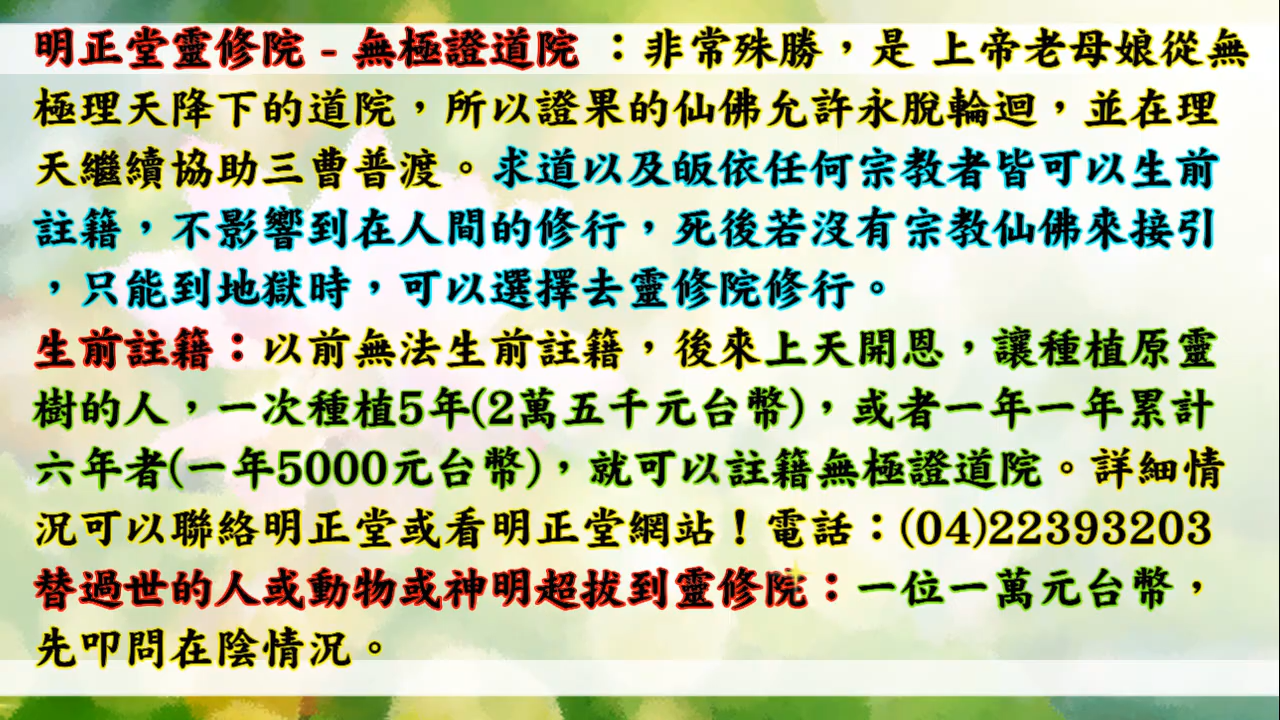 明正堂靈修院 - 無極證道院 ：非常殊勝，是 上帝老母娘從無
極理天降下的道院，所以證果的仙佛允許永脫輪迴，並在理
天繼續協助三曹普渡。求道以及皈依任何宗教者皆可以生前
註籍，不影響到在人間的修行，死後若沒有宗教仙佛來接引
，只能到地獄時，可以選擇去靈修院修行。
生前註籍：以前無法生前註籍，後來上天開恩，讓種植原靈
樹的人，一次種植5年(2萬五千元台幣)，或者一年一年累計
六年者(一年5000元台幣)，就可以註籍無極證道院。詳細情
況可以聯絡明正堂或看明正堂網站！電話：(04)22393203
替過世的人或動物或神明超拔到靈修院：一位一萬元台幣，
先叩問在陰情況。